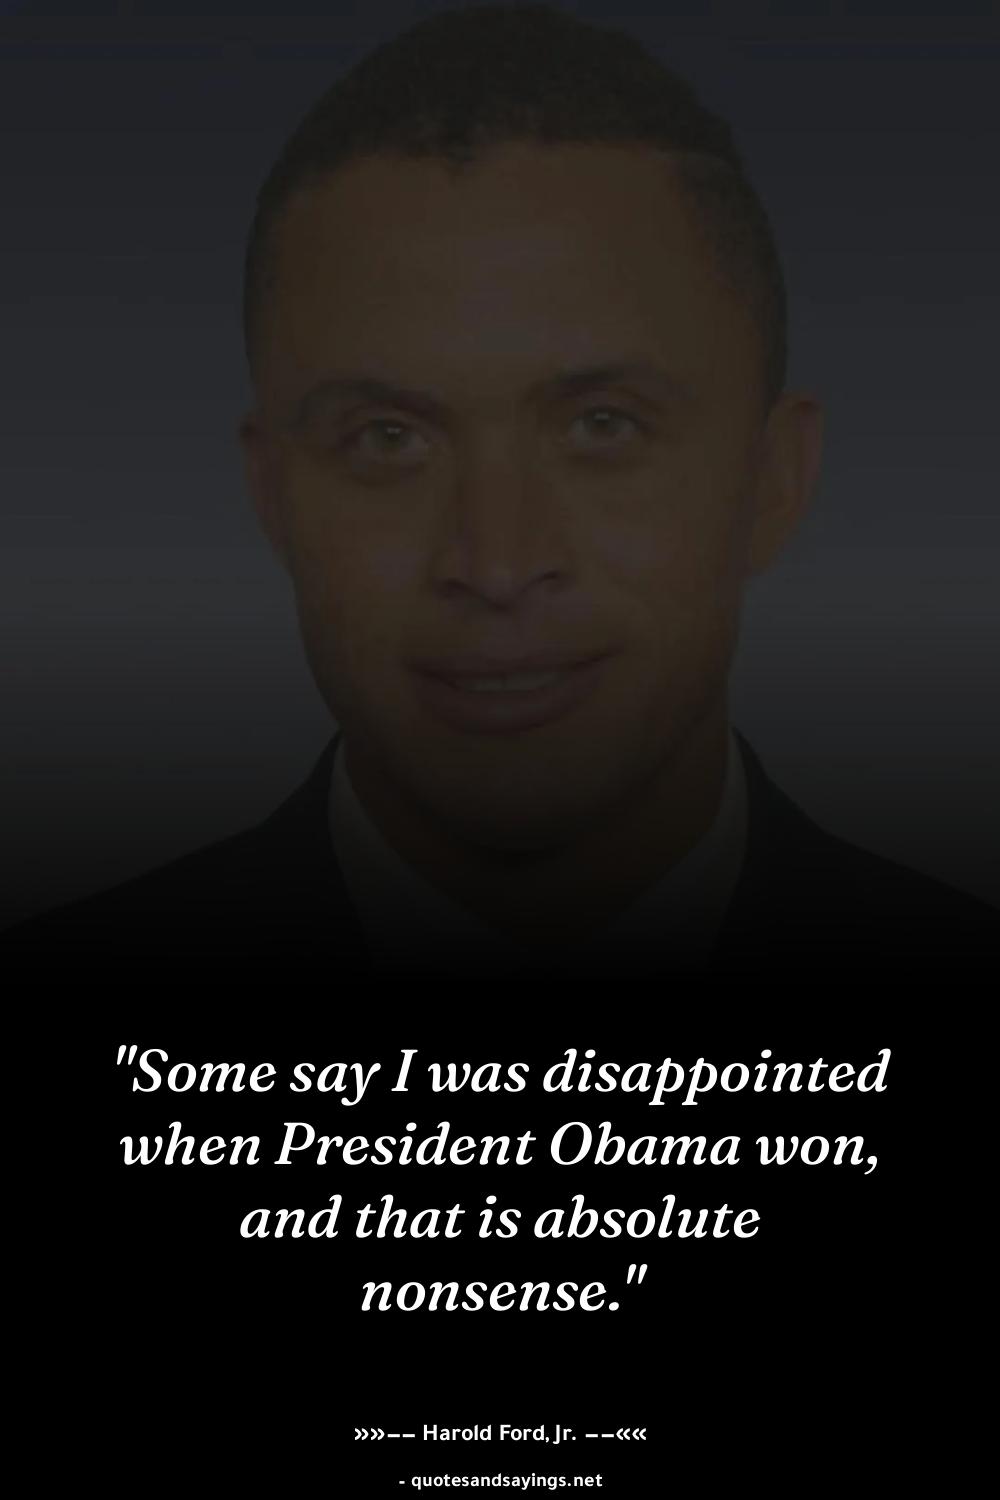 "Some say I was disappointed
when President Obama won,
and that is absolute
nonsense."
»»–– Harold Ford, Jr. ––««
- quotesandsayings.net